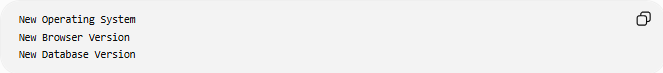 New Operating System
New Browser Version
New Database Version